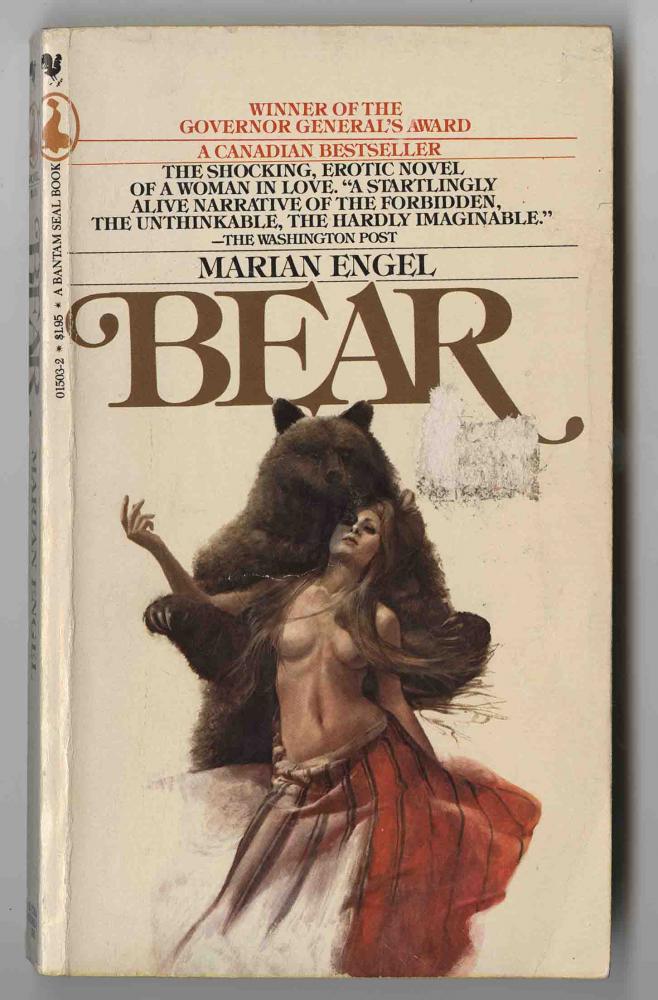 WINNER OF THE
GOVERNOR GENERAL'S AWARD
A CANADIAN BESTSELLER
THE SHOCKING, EROTIC NOVEL
OF A WOMAN IN LOVE. “A STARTLINGLY
ALIVE NARRATIVE OF THE FORBIDDEN,
THE UNTHINKABLE, THE HARDLY IMAGINABLE.”
—THE WASHINGTON POST
MARIAN ENGEL
BEAR
01503-2 * $1.95 * A BANTAM SEAL BOOK
BEAR
MARIAN ENGEL